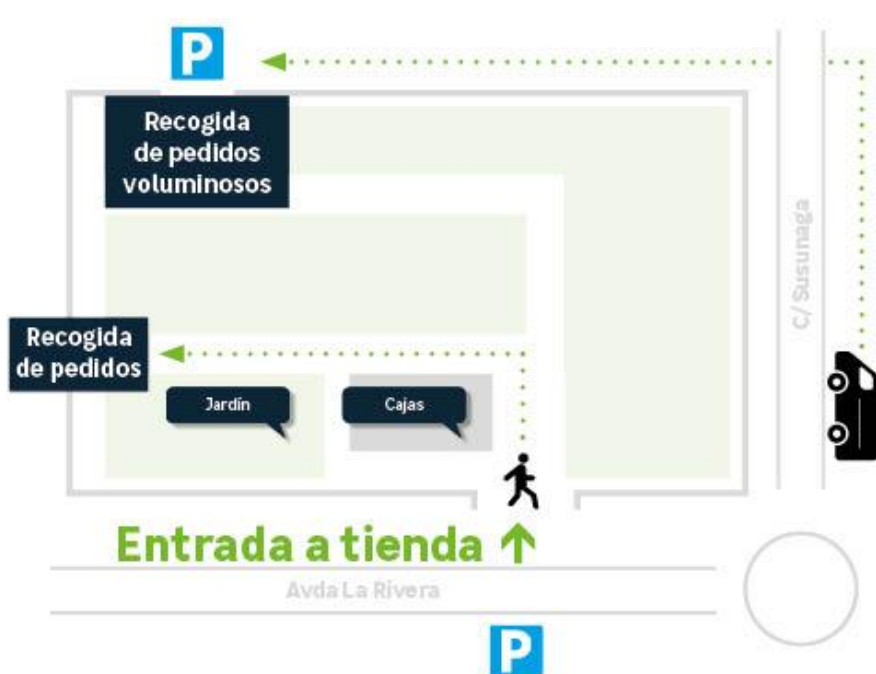 P
Recogida
de pedidos
voluminosos
C/ Susunaga
Recogida
de pedidos
Jardín
Cajas
Entrada a tienda
Avda La Rivera
P